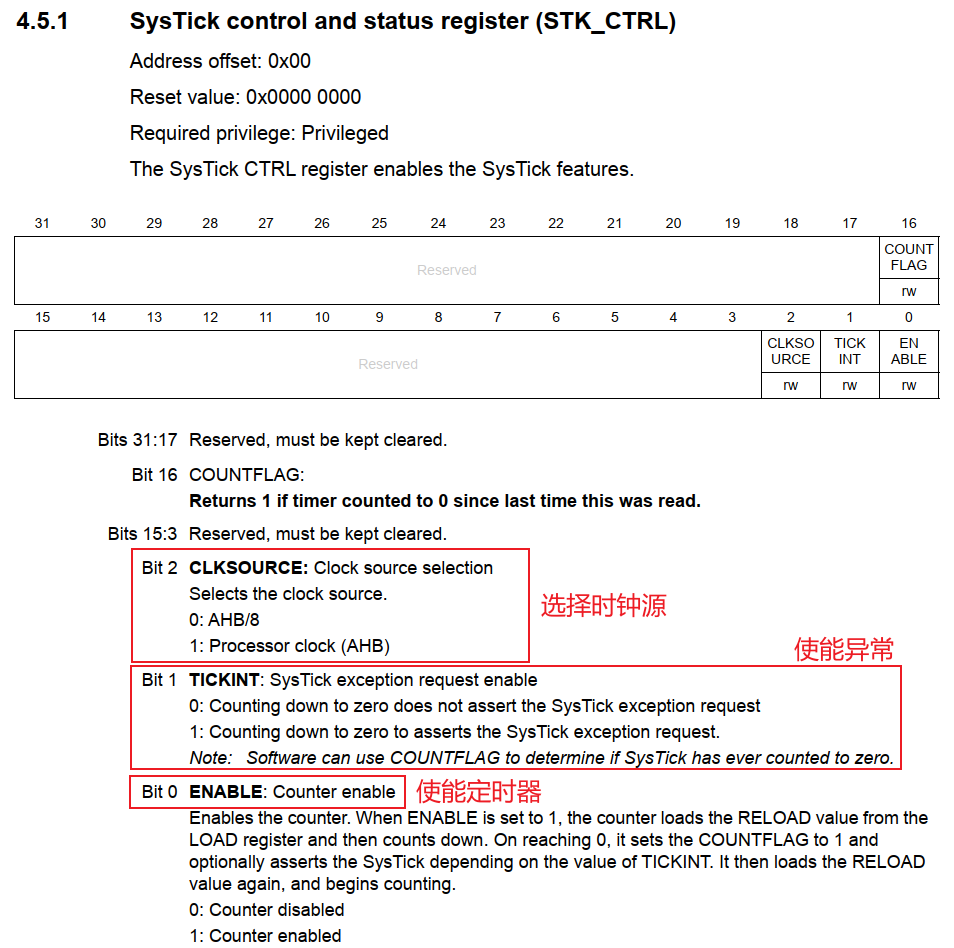 4.5.1 SysTick control and status register (STK_CTRL)
Address offset: 0x00
Reset value: 0x0000 0000
Required privilege: Privileged
The SysTick CTRL register enables the SysTick features.
31 30 29 28 27 26 25 24 23 22 21 20 19 18 17 16
Reserved
COUNT
FLAG
rw
15 14 13 12 11 10 9 8 7 6 5 4 3 2 1 0
Reserved
CLKSO
URCE
TICK
INT
EN
ABLE
rw rw rw
Bits 31:17 Reserved, must be kept cleared.
Bit 16 COUNTFLAG:
Returns 1 if timer counted to 0 since last time this was read.
Bits 15:3 Reserved, must be kept cleared.
Bit 2 CLKSOURCE: Clock source selection
Selects the clock source.
选择时钟源
0: AHB/8
1: Processor clock (AHB)
使能异常
Bit 1 TICKINT: SysTick exception request enable
0: Counting down to zero does not assert the SysTick exception request
1: Counting down to zero to asserts the SysTick exception request.
Note: Software can use COUNTFLAG to determine if SysTick has ever counted to zero.
Bit 0 ENABLE: Counter enable 使能定时器
Enables the counter. When ENABLE is set to 1, the counter loads the RELOAD value from the
LOAD register and then counts down. On reaching 0, it sets the COUNTFLAG to 1 and
optionally asserts the SysTick depending on the value of TICKINT. It then loads the RELOAD
value again, and begins counting.
0: Counter disabled
1: Counter enabled